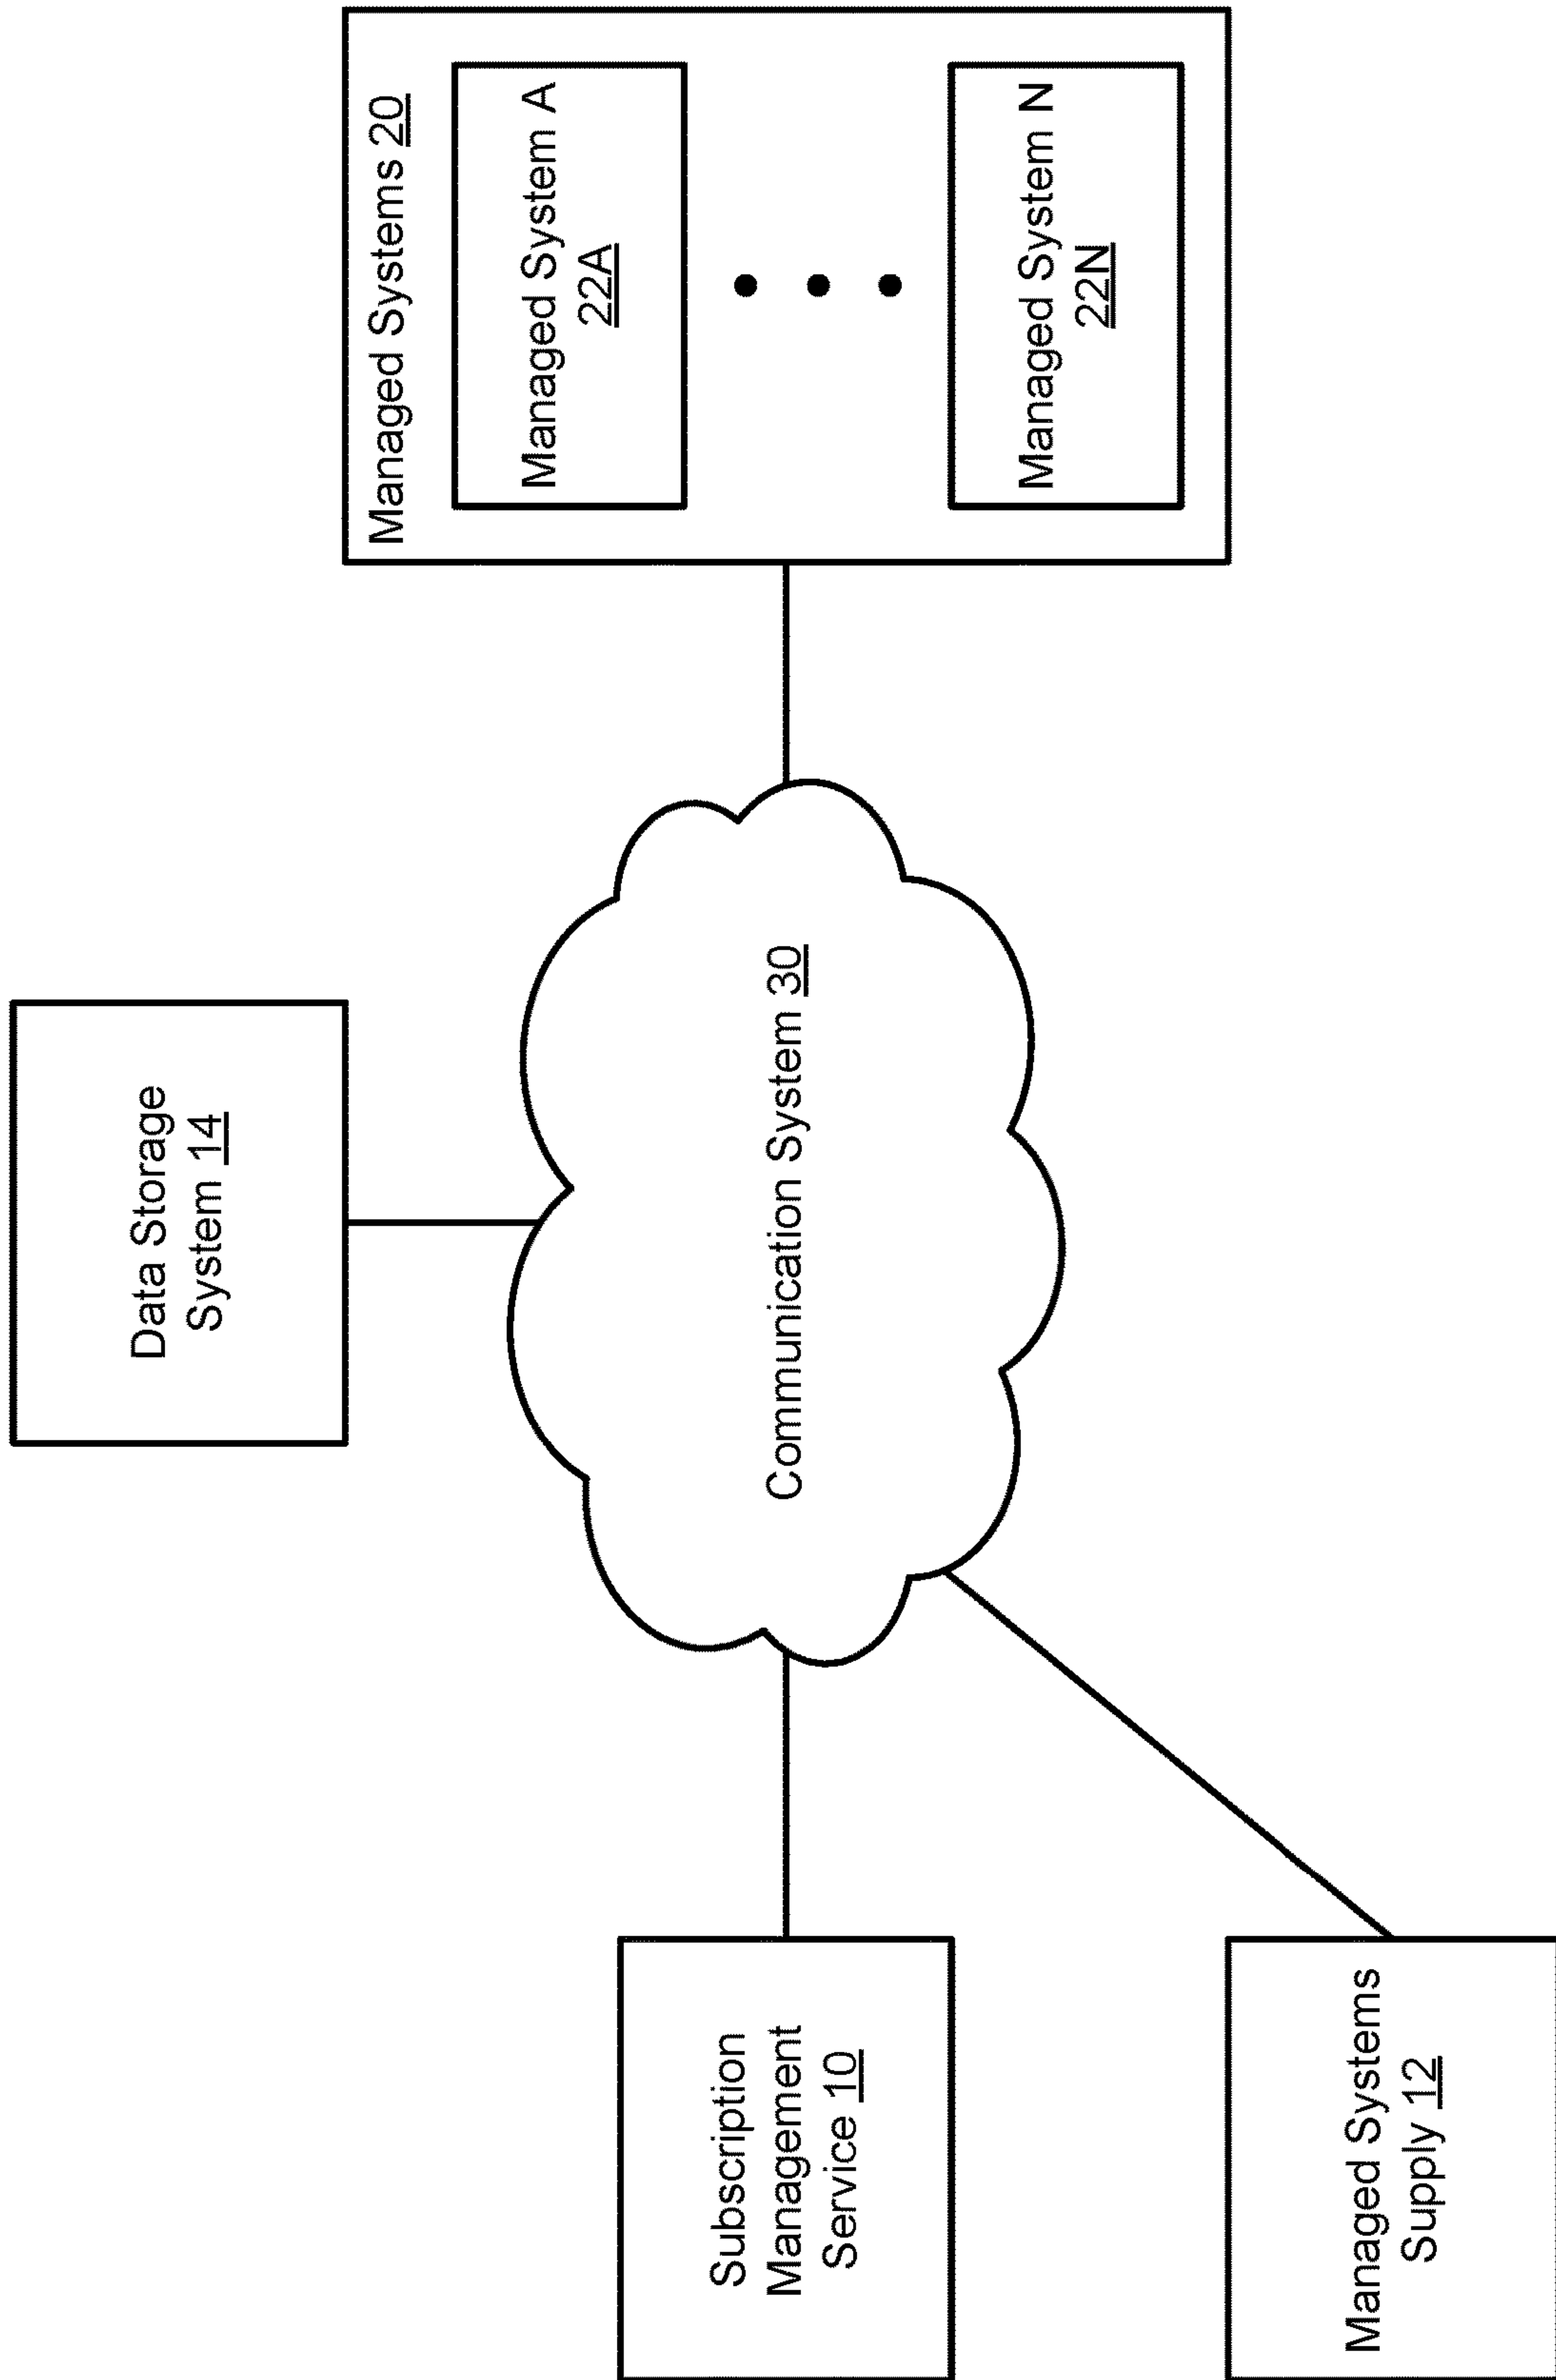 Data Storage
System 14
Managed Systems 20
Managed System A
22A
Managed System N
22N
Communication System 30
Subscription
Management
Service 10
Managed Systems
Supply 12